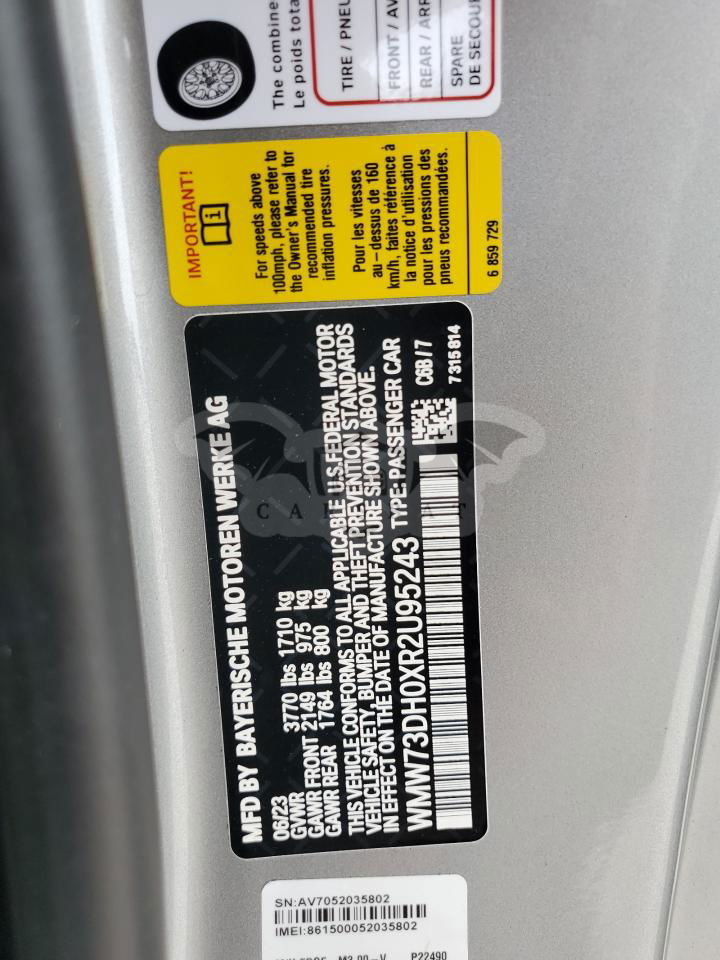 The combine
Le poids tota
TIRE / PNEU
FRONT / AV
REAR / ARR
SPARE
DE SECOU
IMPORTANT!
For speeds above
100mph, please refer to
the Owner's Manual for
recommended tire
inflation pressures.
Pour les vitesses
au-dessus de 160
km/h, faites référence à
la notice d'utilisation
pour les pressions des
pneus recommandées.
6 859 729
MFD BY BAYERISCHE MOTOREN WERKE AG
06/23
GVWR 3770 lbs 1710 kg
GAWR FRONT 2149 lbs 975 kg
GAWR REAR 1764 lbs 800 kg
THIS VEHICLE CONFORMS TO ALL APPLICABLE U.S.FEDERAL MOTOR
VEHICLE SAFETY, BUMPER AND THEFT PREVENTION STANDARDS
IN EFFECT ON THE DATE OF MANUFACTURE SHOWN ABOVE.
WMW73DH0XR2U95243 TYPE: PASSENGER CAR
C6B/7
7315814
SN:AV7052035802
IMEI:861500052035802
M3.00-V P22490